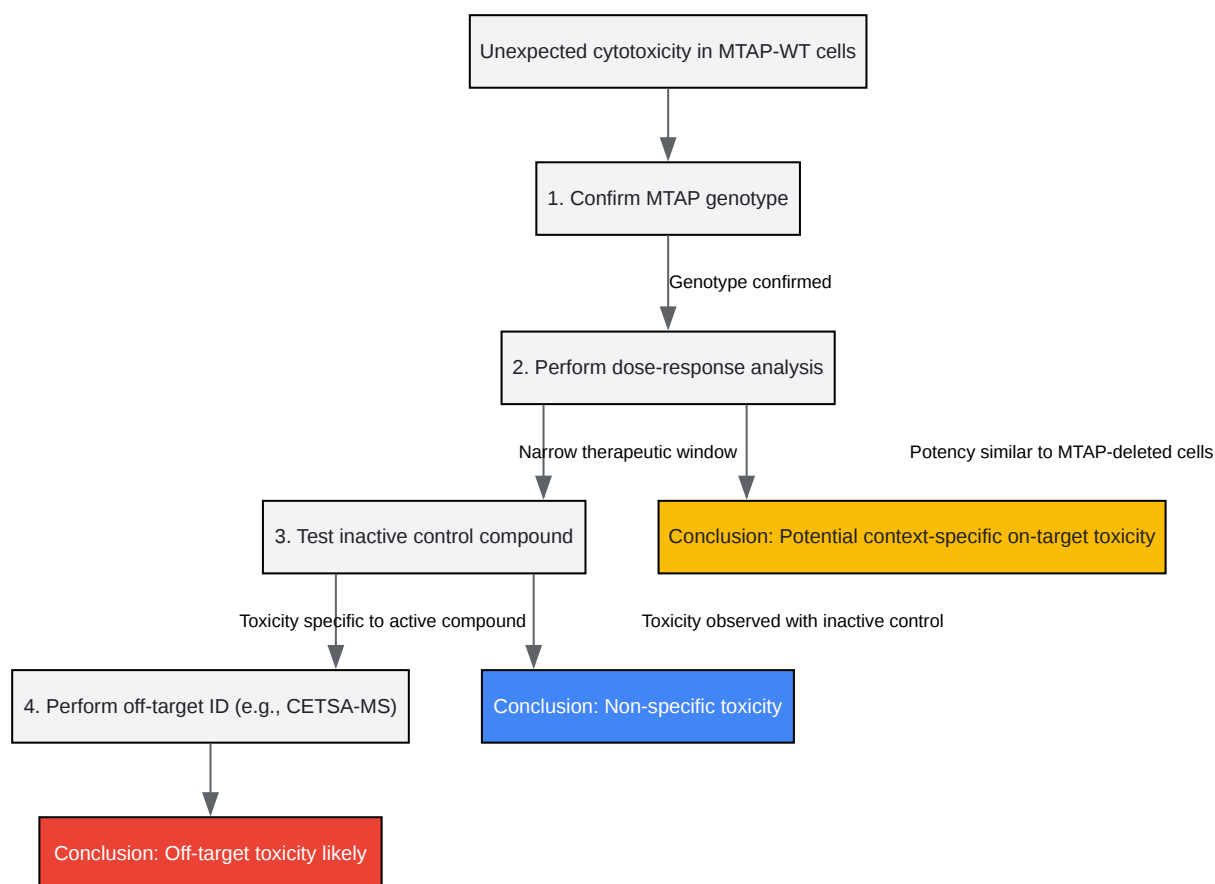 Unexpected cytotoxicity in MTAP-WT cells
1. Confirm MTAP genotype
Genotype confirmed
2. Perform dose-response analysis
Narrow therapeutic window
Potency similar to MTAP-deleted cells
3. Test inactive control compound
Conclusion: Potential context-specific on-target toxicity
Toxicity specific to active compound
Toxicity observed with inactive control
4. Perform off-target ID (e.g., CETSA-MS)
Conclusion: Non-specific toxicity
Conclusion: Off-target toxicity likely